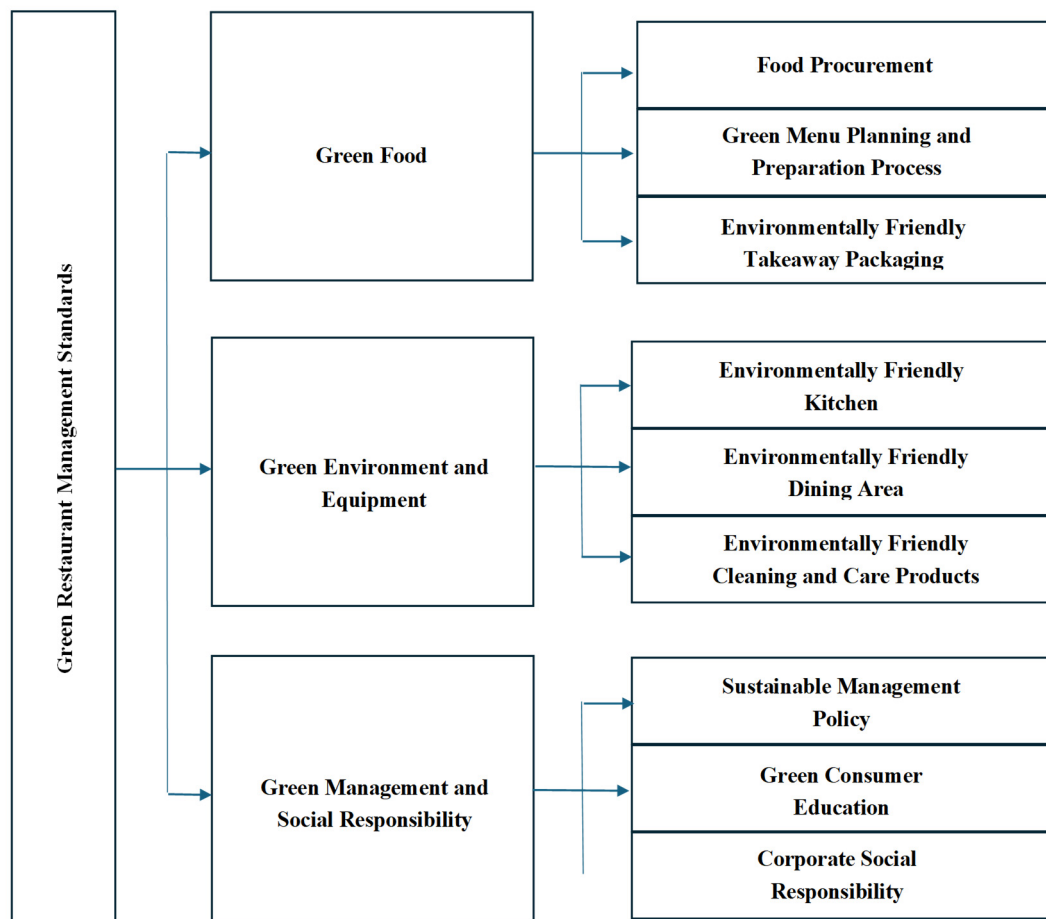 Green Restaurant Management Standards
Green Food
Food Procurement
Green Menu Planning and
Preparation Process
Environmentally Friendly
Takeaway Packaging
Green Environment and
Equipment
Environmentally Friendly
Kitchen
Environmentally Friendly
Dining Area
Environmentally Friendly
Cleaning and Care Products
Green Management and
Social Responsibility
Sustainable Management
Policy
Green Consumer
Education
Corporate Social
Responsibility